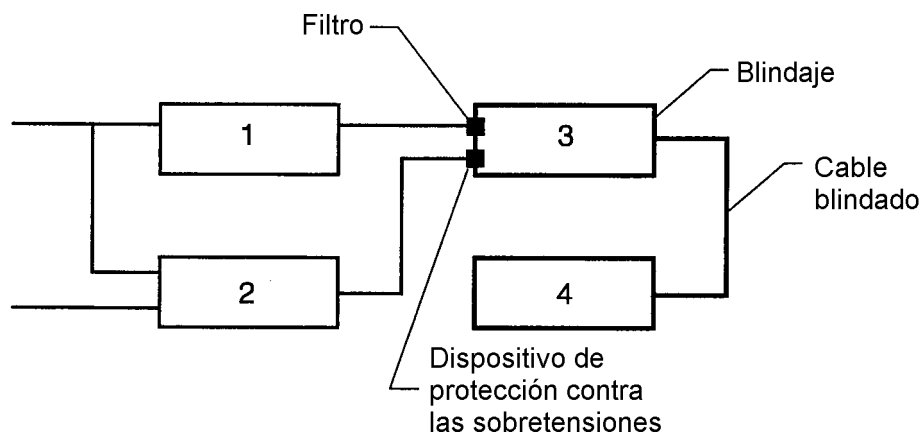 Filtro
Blindaje
1
3
Cable
blindado
2
4
Dispositivo de
protección contra
las sobretensiones